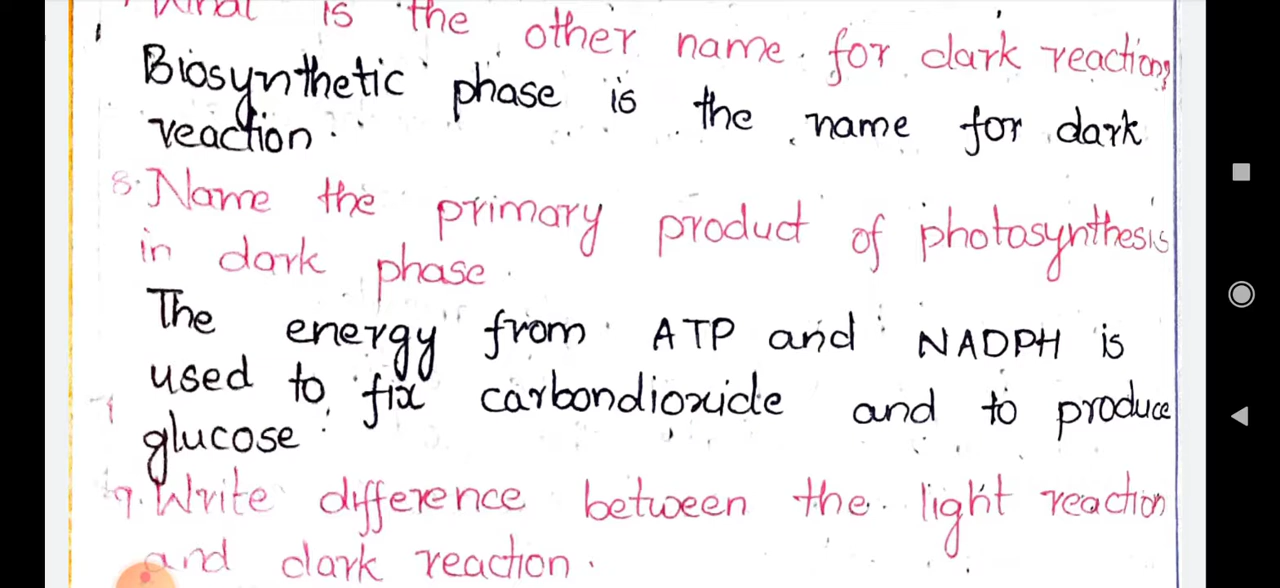 What is the other name for dark reaction?
Biosynthetic phase is the name for dark
reaction.
8. Name the primary product of photosynthesis
in dark phase.
The energy from ATP and NADPH is
used to fix carbondioxide and to produce
glucose.
9. Write difference between the light reaction
and dark reaction.